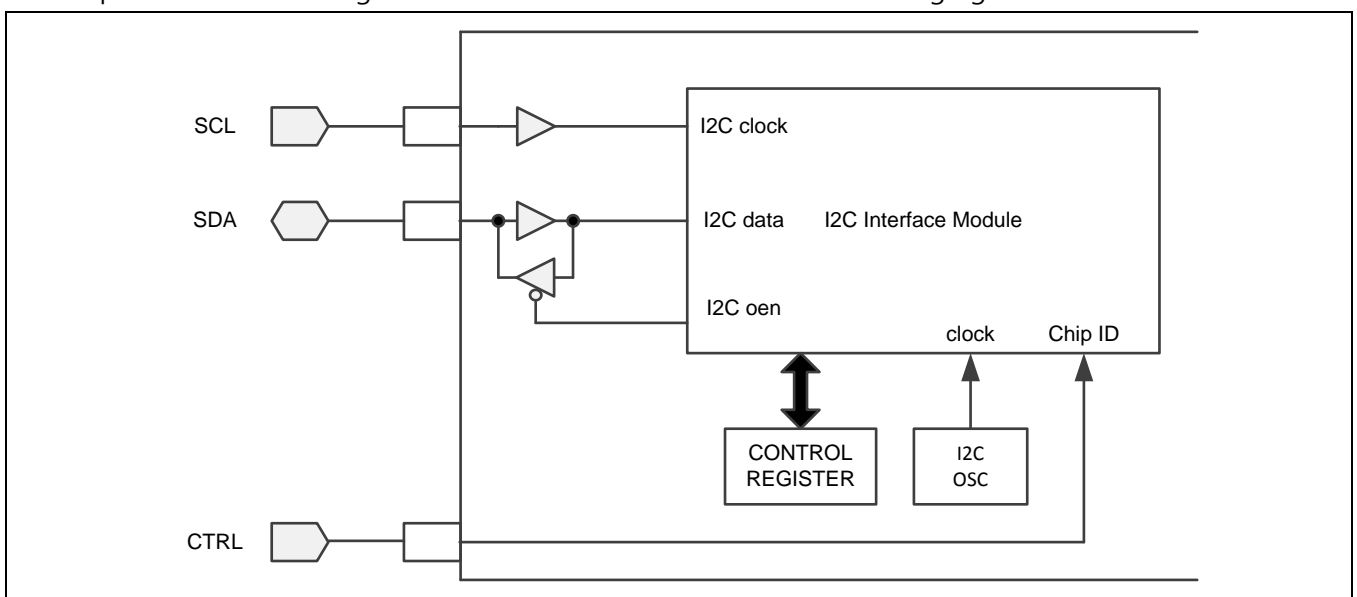 SCL
I2C clock
SDA
I2C data
I2C Interface Module
I2C oen
clock
Chip ID
CONTROL
REGISTER
I2C
OSC
CTRL